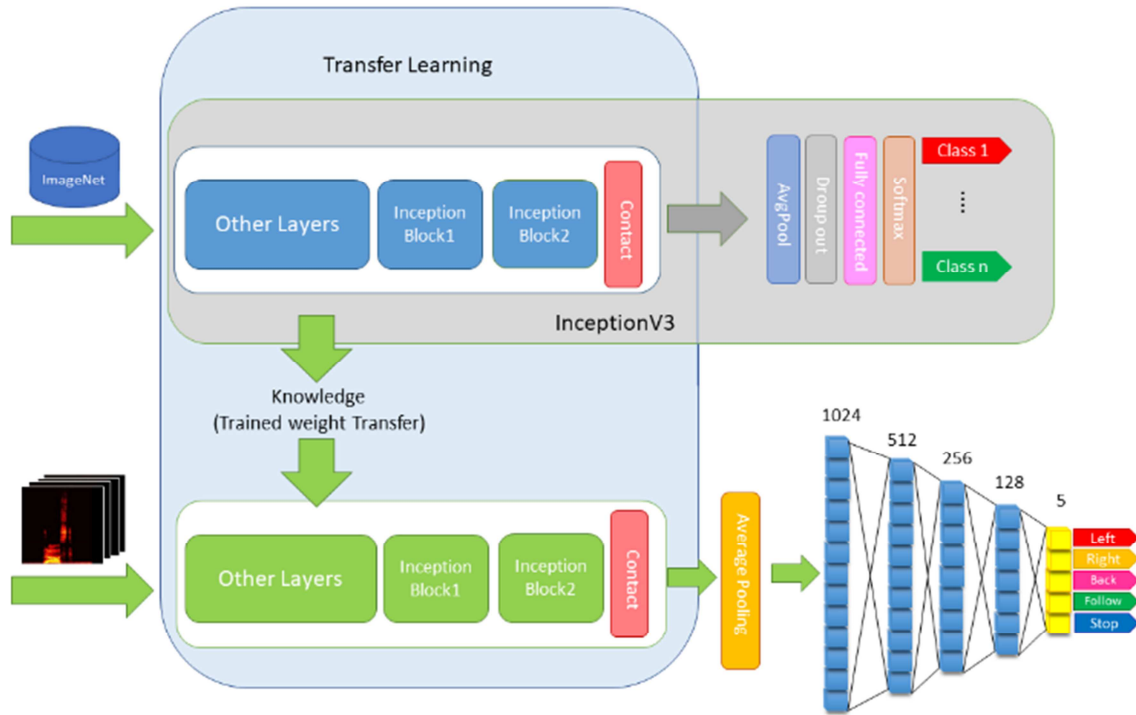 Transfer Learning
ImageNet
Other Layers
Inception
Block1
Inception
Block2
Contact
AvgPool
Droup out
Fully connected
Softmax
Class 1
....
Class n
InceptionV3
Knowledge
(Trained weight Transfer)
Other Layers
Inception
Block1
Inception
Block2
Contact
Average Pooling
1024
512
256
128
5
Left
Right
Back
Follow
Stop